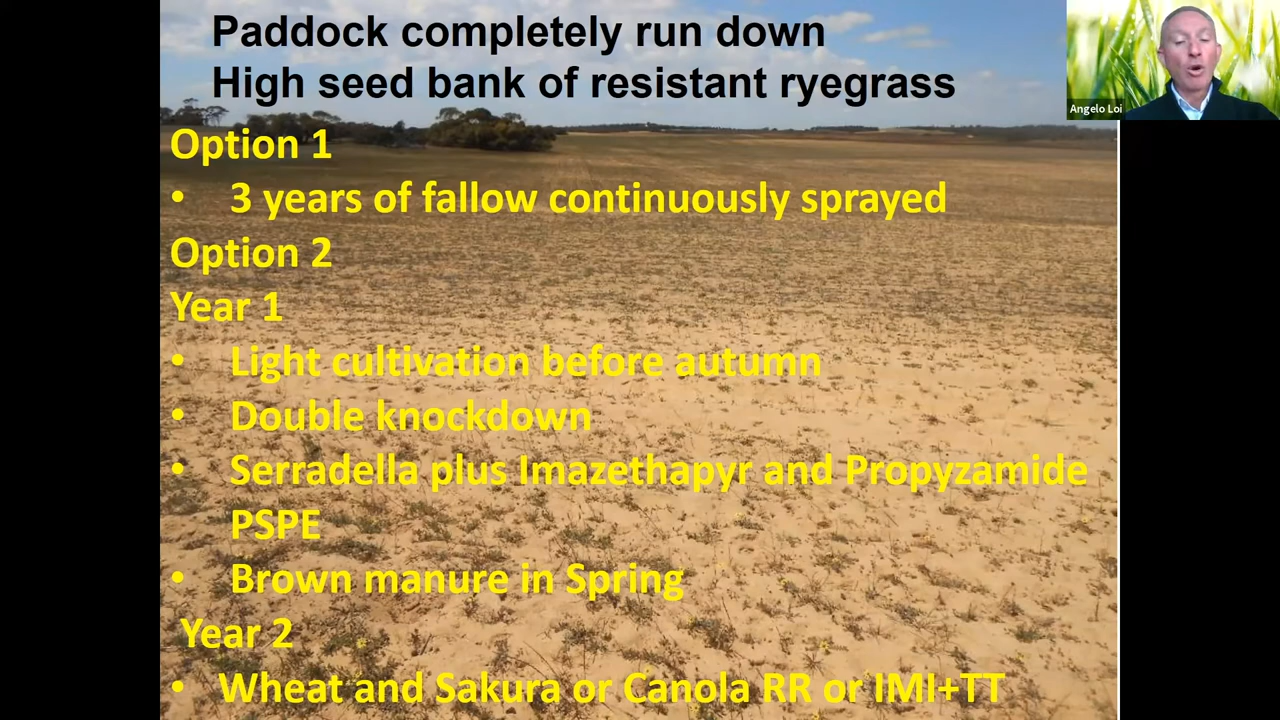 Paddock completely run down
High seed bank of resistant ryegrass
Angelo Loi
Option 1
• 3 years of fallow continuously sprayed
Option 2
Year 1
• Light cultivation before autumn
• Double knockdown
• Serradella plus Imazethapyr and Propyzamide
PSPE
• Brown manure in Spring
Year 2
• Wheat and Sakura or Canola RR or IMI+TT